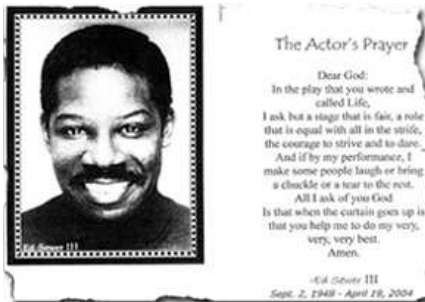 Ed Sewer III
The Actor's Prayer
Dear God:
In the play that you wrote and
called Life,
I ask but a stage that is fair, a role
that is equal with all in the strife,
the courage to strive and to dare.
And if by my performance, I
make some people laugh or bring
a chuckle or a tear to the rest.
All I ask of you God
Is that when the curtain goes up is
that you help me to do my very,
very, very best.
Amen.
-Ed Sewer III
Sept. 2, 1948 - April 19, 2004